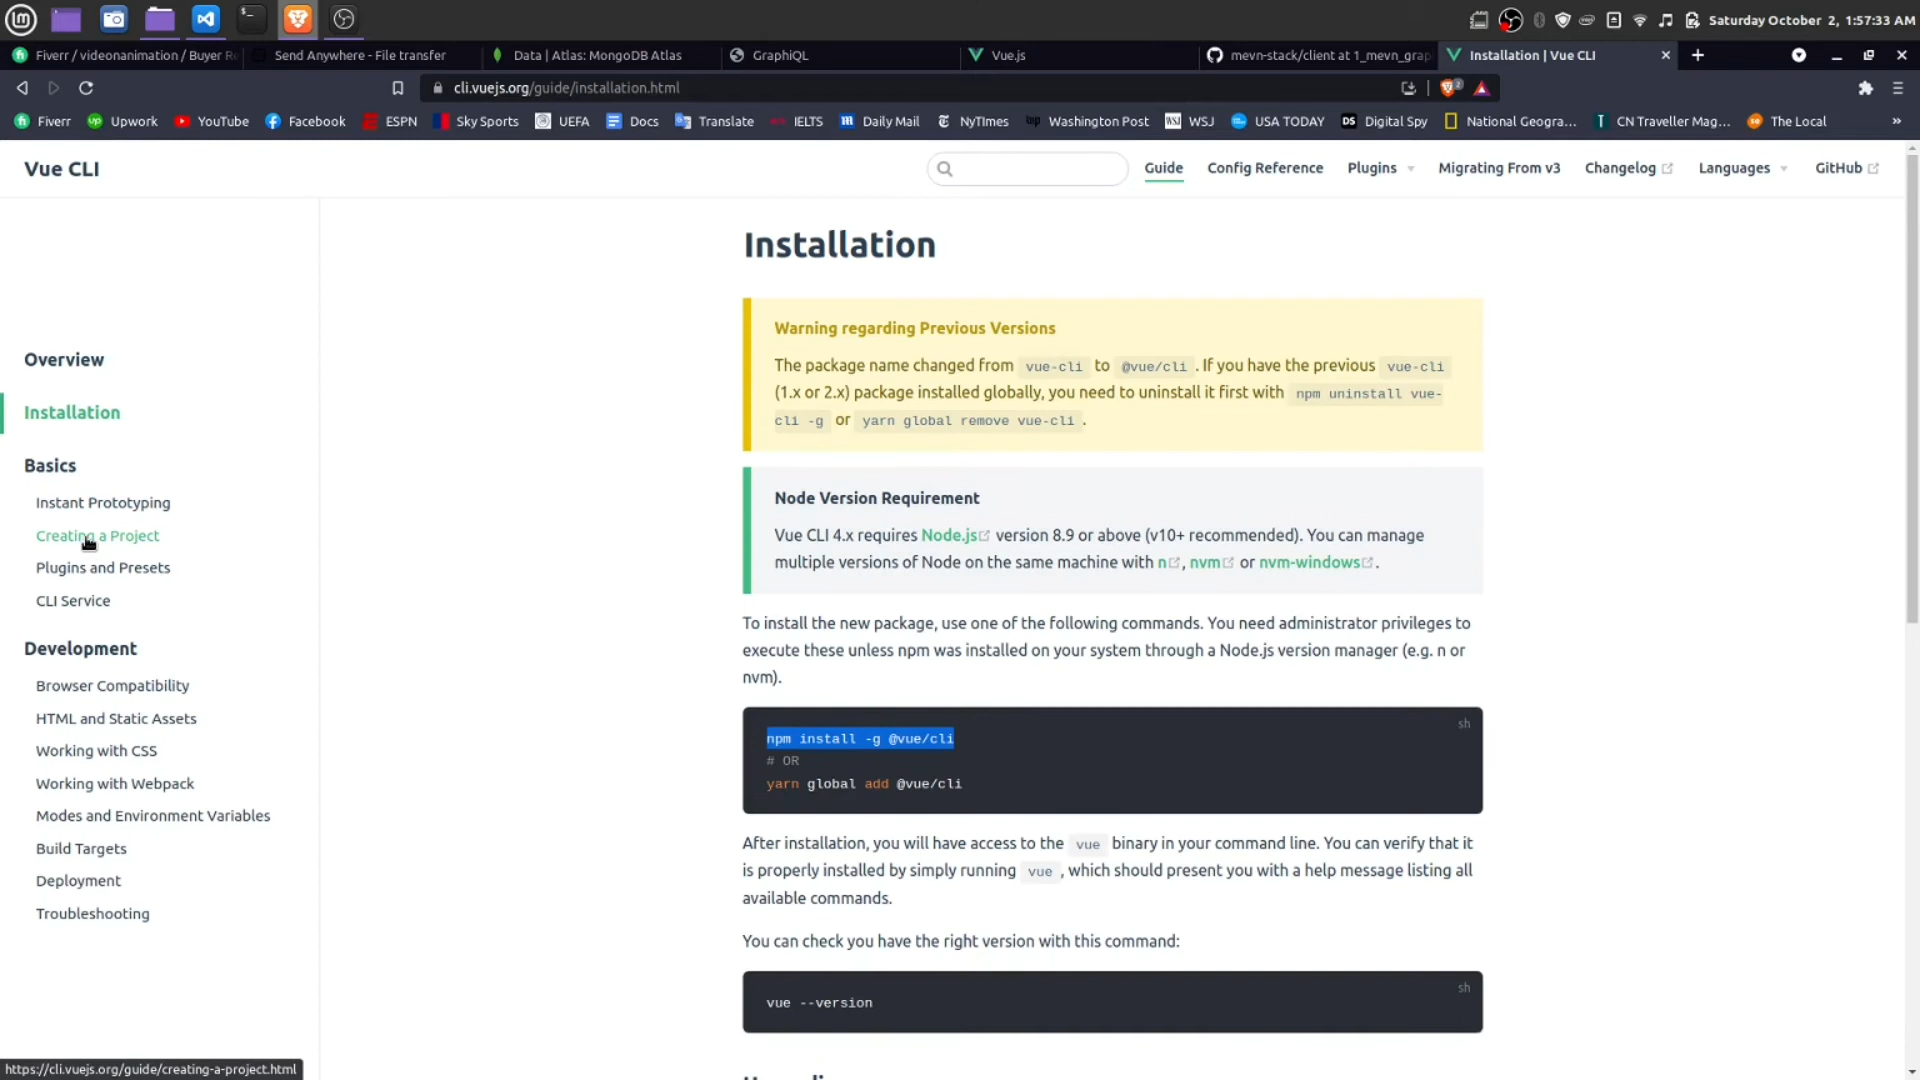 Saturday October 2, 1:57:33 AM
Fiverr / videonanimation / Buyer Re
Send Anywhere - File transfer
Data | Atlas: MongoDB Atlas
GraphiQL
Vue.js
mevn-stack/client at 1_mevn_grap
Installation | Vue CLI
cli.vuejs.org/guide/installation.html
Fiverr
Upwork
YouTube
Facebook
ESPN
Sky Sports
UEFA
Docs
Translate
IELTS
Daily Mail
NyTImes
Washington Post
WSJ
USA TODAY
Digital Spy
National Geogra...
CN Traveller Mag...
The Local
»
Vue CLI
Guide
Config Reference
Plugins
Migrating From v3
Changelog
Languages
GitHub
Overview
Installation
Basics
Instant Prototyping
Creating a Project
Plugins and Presets
CLI Service
Development
Browser Compatibility
HTML and Static Assets
Working with CSS
Working with Webpack
Modes and Environment Variables
Build Targets
Deployment
Troubleshooting
Installation
Warning regarding Previous Versions
The package name changed from vue-cli to @vue/cli . If you have the previous vue-cli
(1.x or 2.x) package installed globally, you need to uninstall it first with npm uninstall vue-
cli -g or yarn global remove vue-cli .
Node Version Requirement
Vue CLI 4.x requires Node.js version 8.9 or above (v10+ recommended). You can manage
multiple versions of Node on the same machine with n , nvm or nvm-windows .
To install the new package, use one of the following commands. You need administrator privileges to
execute these unless npm was installed on your system through a Node.js version manager (e.g. n or
nvm).
sh
npm install -g @vue/cli
# OR
yarn global add @vue/cli
After installation, you will have access to the vue binary in your command line. You can verify that it
is properly installed by simply running vue , which should present you with a help message listing all
available commands.
You can check you have the right version with this command:
sh
vue --version
https://cli.vuejs.org/guide/creating-a-project.html